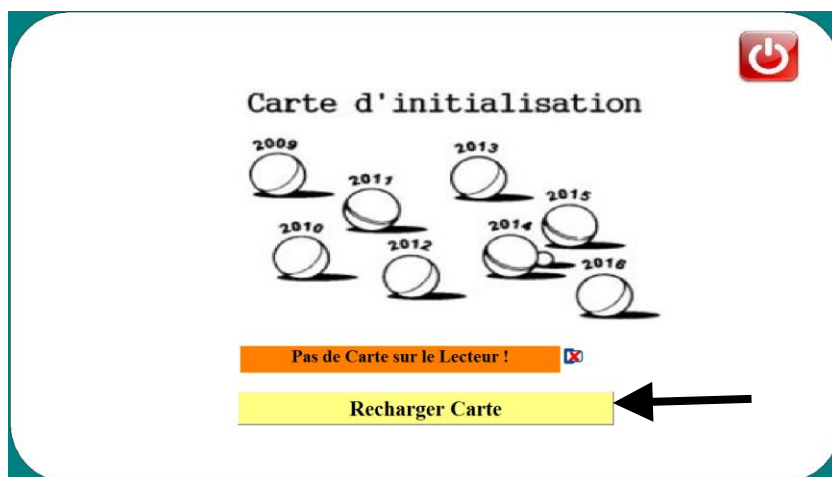 Carte d'initialisation
2009
2013
2011
2015
2010
2014
2012
2016
Pas de Carte sur le Lecteur !
Recharger Carte